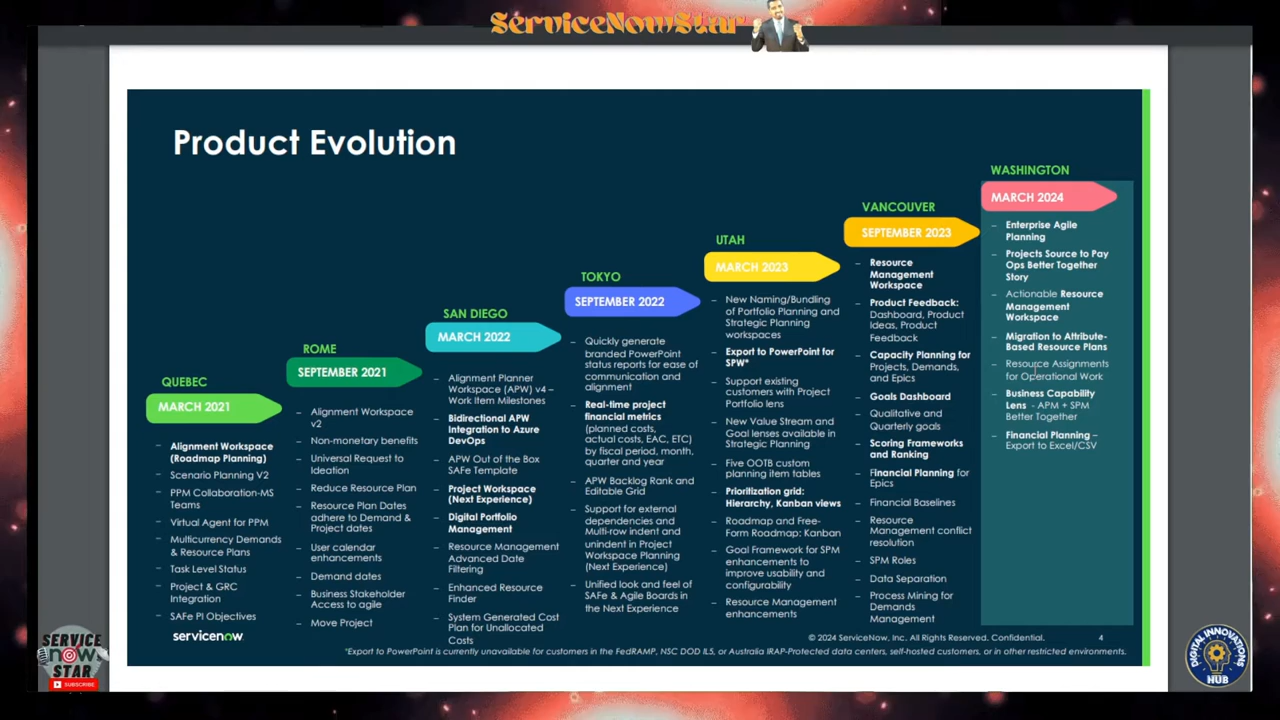 ServiceNowStar
Product Evolution
QUEBEC
MARCH 2021
– Alignment Workspace
(Roadmap Planning)
– Scenario Planning V2
– PPM Collaboration-MS
Teams
– Virtual Agent for PPM
– Multicurrency Demands
& Resource Plans
– Task Level Status
– Project & GRC
Integration
– SAFe PI Objectives
servicenow
ROME
SEPTEMBER 2021
– Alignment Workspace
v2
– Non-monetary benefits
– Universal Request to
Ideation
– Reduce Resource Plan
– Resource Plan Dates
adhere to Demand &
Project dates
– User calendar
enhancements
– Demand dates
– Business Stakeholder
Access to agile
– Move Project
SAN DIEGO
MARCH 2022
– Alignment Planner
Workspace (APW) v4 –
Work Item Milestones
– Bidirectional APW
Integration to Azure
DevOps
– APW Out of the Box
SAFe Template
– Project Workspace
(Next Experience)
– Digital Portfolio
Management
– Resource Management
Advanced Date
Filtering
– Enhanced Resource
Finder
– System Generated Cost
Plan for Unallocated
Costs
TOKYO
SEPTEMBER 2022
– Quickly generate
branded PowerPoint
status reports for ease of
communication and
alignment
– Real-time project
financial metrics
(planned costs,
actual costs, EAC, ETC)
by fiscal period, month,
quarter and year
– APW Backlog Rank and
Editable Grid
– Support for external
dependencies and
Multi-row indent and
unindent in Project
Workspace Planning
(Next Experience)
– Unified look and feel of
SAFe & Agile Boards in
the Next Experience
UTAH
MARCH 2023
– New Naming/Bundling
of Portfolio Planning and
Strategic Planning
workspaces
– Export to PowerPoint for
SPW*
– Support existing
customers with Project
Portfolio lens
– New Value Stream and
Goal lenses available in
Strategic Planning
– Five OOTB custom
planning item tables
– Prioritization grid:
Hierarchy, Kanban views
– Roadmap and Free-
Form Roadmap: Kanban
– Goal Framework for SPM
enhancements to
improve usability and
configurability
– Resource Management
enhancements
VANCOUVER
SEPTEMBER 2023
– Resource
Management
Workspace
– Product Feedback:
Dashboard, Product
Ideas, Product
Feedback
– Capacity Planning for
Projects, Demands,
and Epics
– Goals Dashboard
– Qualitative and
Quarterly goals
– Scoring Frameworks
and Ranking
– Financial Planning for
Epics
– Financial Baselines
– Resource
Management conflict
resolution
– SPM Roles
– Data Separation
– Process Mining for
Demands
Management
WASHINGTON
MARCH 2024
– Enterprise Agile
Planning
– Projects Source to Pay
Ops Better Together
Story
– Actionable Resource
Management
Workspace
– Migration to Attribute-
Based Resource Plans
– Resource Assignments
for Operational Work
– Business Capability
Lens - APM + SPM
Better Together
– Financial Planning –
Export to Excel/CSV
© 2024 ServiceNow, Inc. All Rights Reserved. Confidential.
4
*Export to PowerPoint is currently unavailable for customers in the FedRAMP, NSC DOD IL5, or Australia IRAP-Protected data centers, self-hosted customers, or in other restricted environments.
SERVICE
now
STAR
SUBSCRIBE
DIGITAL INNOVATIONS
HUB